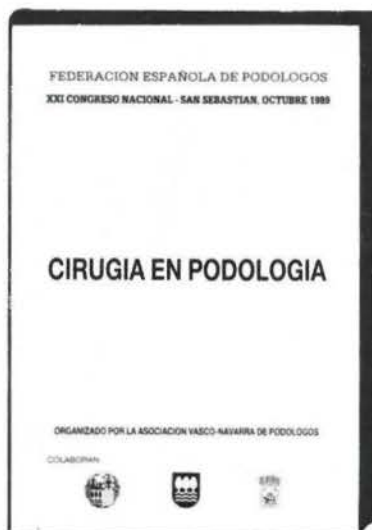 FEDERACION ESPAÑOLA DE PODOLOGOS
XXI CONGRESO NACIONAL - SAN SEBASTIAN, OCTUBRE 1989
CIRUGIA EN PODOLOGIA
ORGANIZADO POR LA ASOCIACION VASCO-NAVARRA DE PODOLOGOS
COLABORAN: